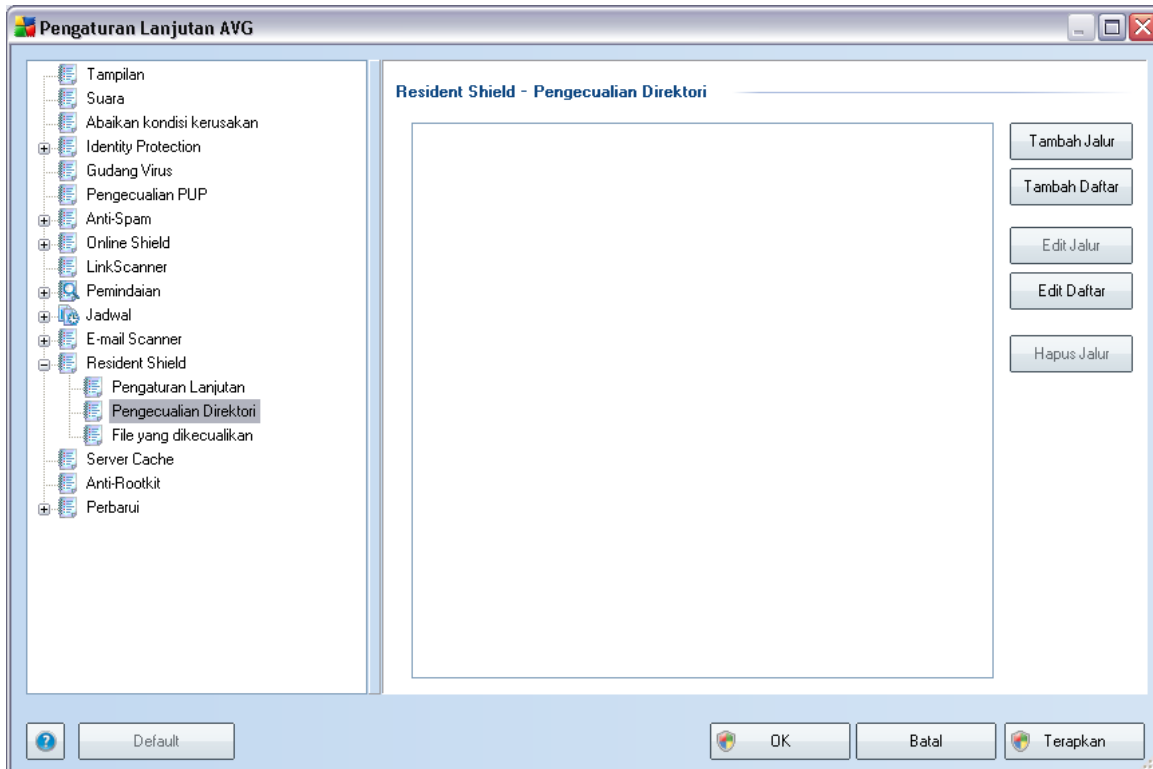 Pengaturan Lanjutan AVG
Tampilan
Suara
Abaikan kondisi kerusakan
Identity Protection
Gudang Virus
Pengecualian PUP
Anti-Spam
Online Shield
LinkScanner
Pemindaian
Jadwal
E-mail Scanner
Resident Shield
Pengaturan Lanjutan
Pengecualian Direktori
File yang dikecualikan
Server Cache
Anti-Rootkit
Perbarui
Resident Shield - Pengecualian Direktori
Tambah Jalur
Tambah Daftar
Edit Jalur
Edit Daftar
Hapus Jalur
Default
OK
Batal
Terapkan